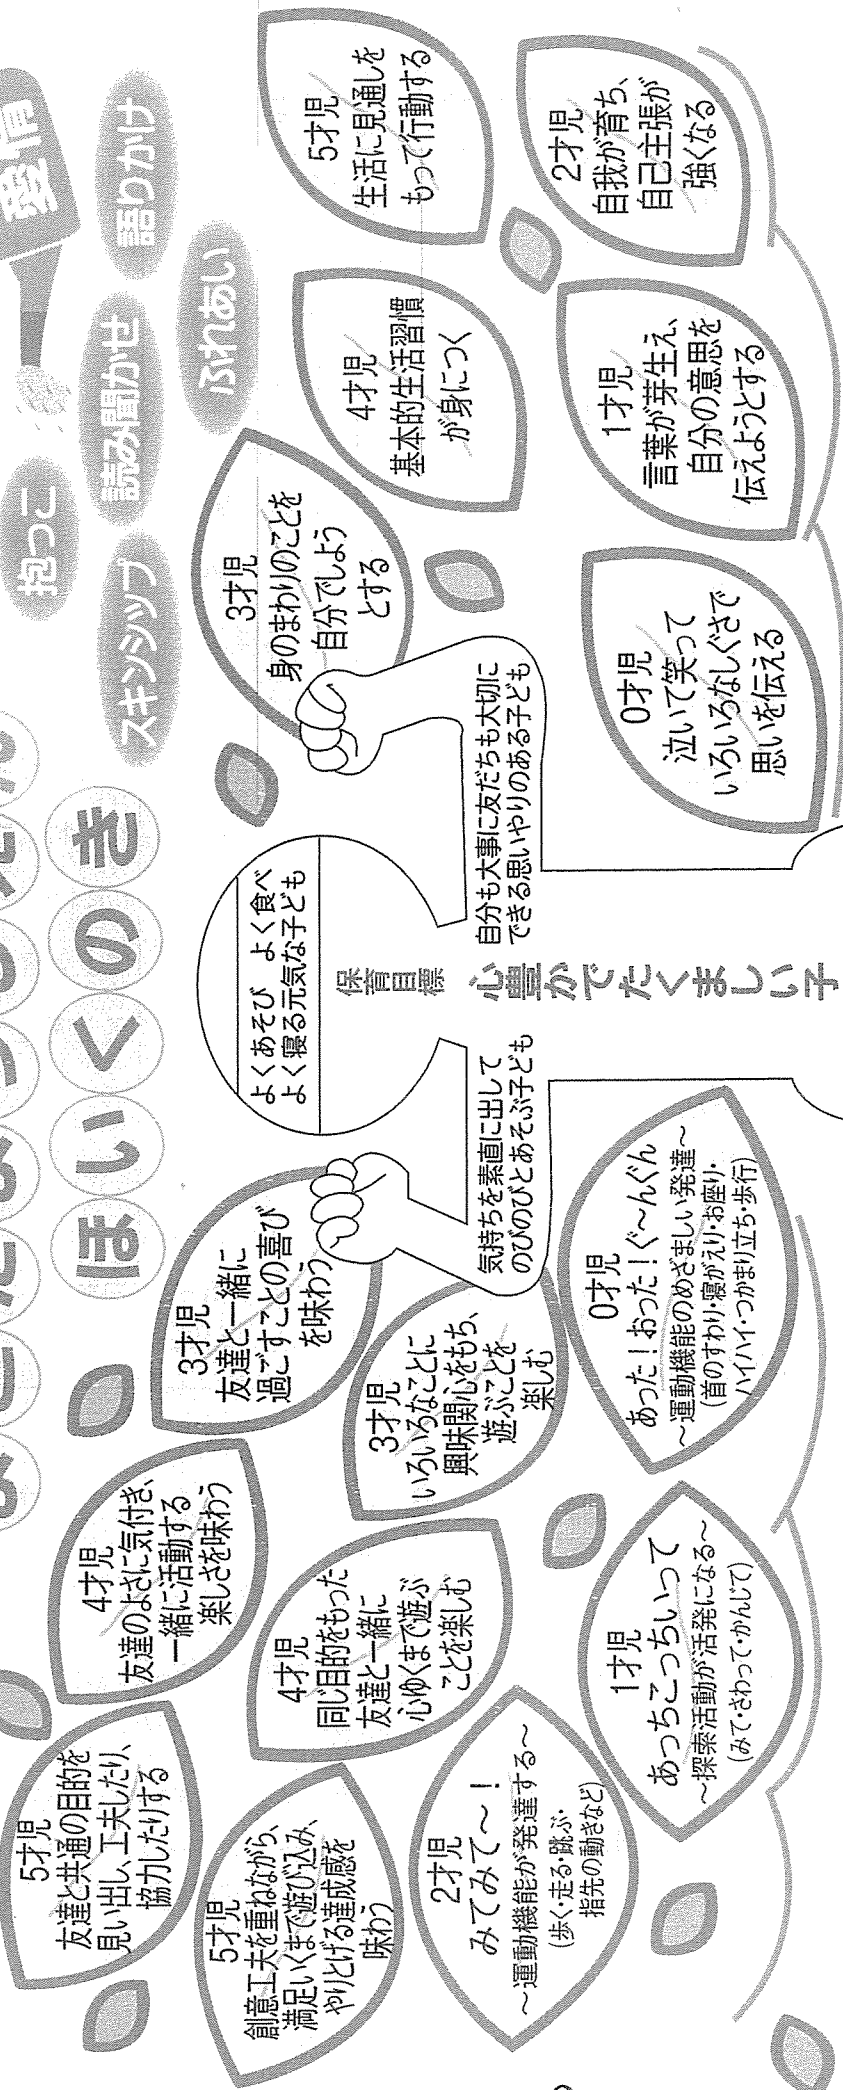 ほいくのき
愛情
抱っこ
語りかけ
読み聞かせ
スキンシップ
ふれあい
5才児
友達と共通の目的を
見い出し、工夫したり、
協力したりする
4才児
友達のよさに気付き、
一緒に活動する
楽しさを味わう
3才児
友達と一緒に
過ごすことの喜び
を味わう
5才児
創意工夫を重ねながら、
満足いくまで遊び込み、
やりとげる達成感を
味わう
4才児
同じ目的をもった
友達と一緒に
心ゆくまで遊ぶ
ことを楽しむ
3才児
いろいろなことに
興味関心をもち、
遊ぶことを
楽しむ
2才児
みてみて～!
～運動機能が発達する～
(歩く・走る・跳ぶ・
指先の動きなど)
1才児
あっちこっちいって
～探索活動が活発になる～
(みて・さわって・かんじて)
0才児
あった!おった!ぐ～んぐん
～運動機能のめざましい発達～
(首のすわり・寝がえり・お座り・
ハイハイ・つかまり立ち・歩行)
よくあそび よく食べ
よく寝る元気な子ども
保育目標
心豊かでたくましい子
気持ちを素直に出して
のびのびとあそぶ子ども
自分も大事に友だちも大切に
できる思いやりのある子ども
3才児
身のまわりのことを
自分でしよう
とする
4才児
基本的生活習慣
が身につく
5才児
生活に見通しを
もって行動する
0才児
泣いて笑って
いろいろなしぐさで
思いを伝える
1才児
言葉が芽生え、
自分の意思を
伝えようとする
2才児
自我が育ち、
自己主張が
強くなる